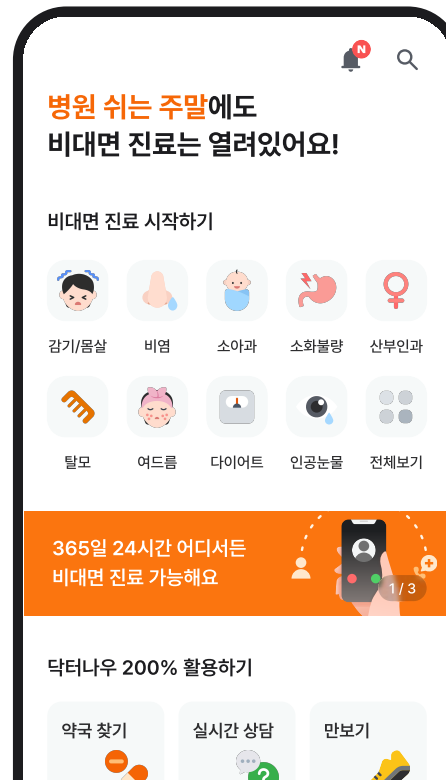 N
병원 쉬는 주말에도
비대면 진료는 열려있어요!
비대면 진료 시작하기
감기/몸살 비염 소아과 소화불량 산부인과
탈모 여드름 다이어트 인공눈물 전체보기
365일 24시간 어디서든
비대면 진료 가능해요
1 / 3
닥터나우 200% 활용하기
약국 찾기 실시간 상담 만보기
?